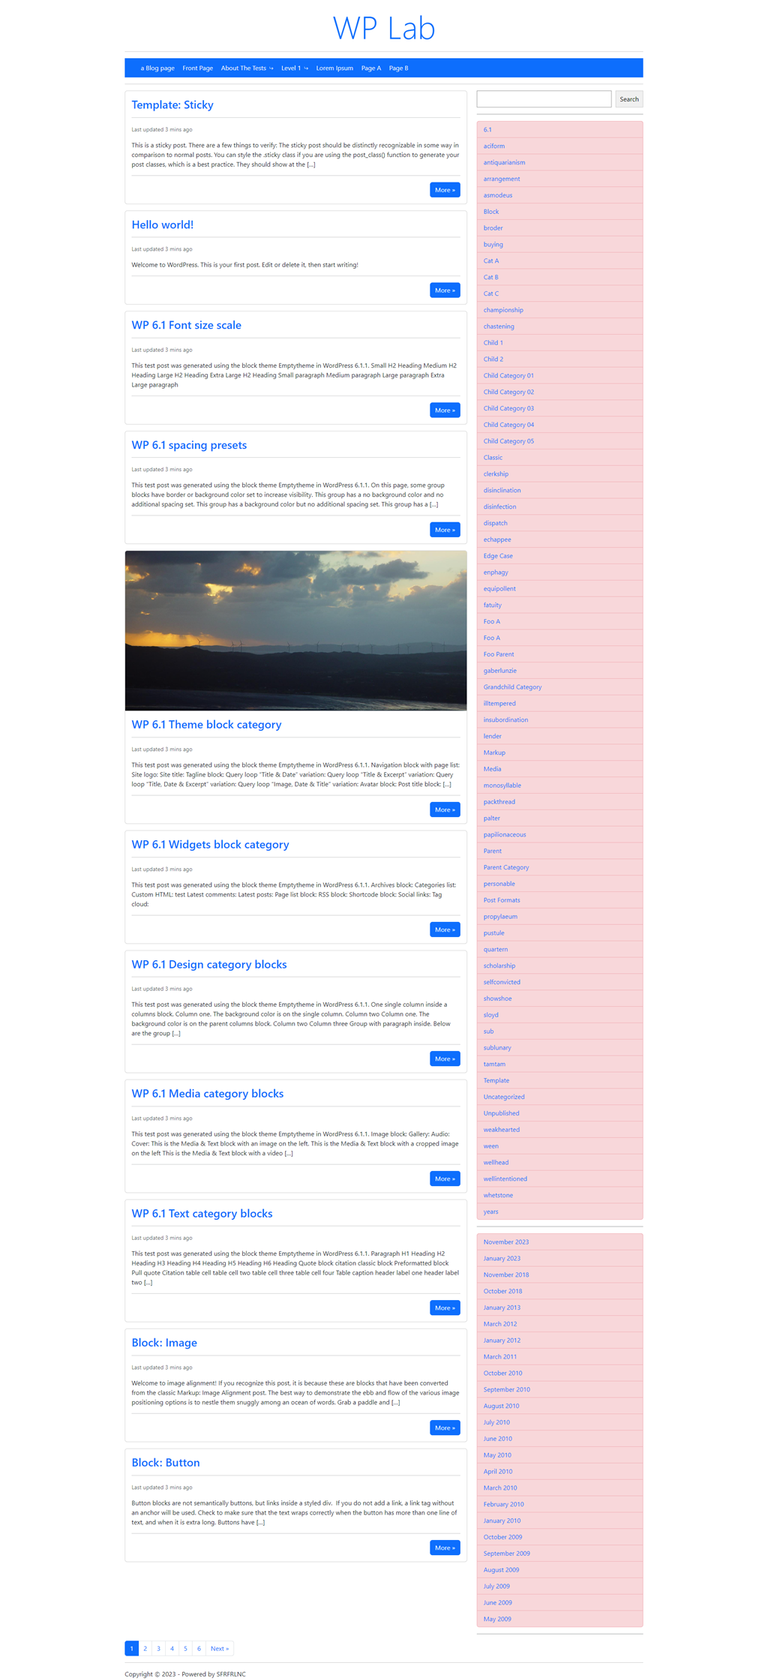 WP Lab
a Blog page Front Page About The Tests Level 1 Lorem Ipsum Page A Page B
Template: Sticky
Last updated 3 mins ago
This is a sticky post. There are a few things to verify: The sticky post should be distinctly recognizable in some way in
comparison to normal posts. You can style the .sticky class if you are using the post_class() function to generate your
post classes, which is a best practice. They should show at the [...]
More »
Hello world!
Last updated 3 mins ago
Welcome to WordPress. This is your first post. Edit or delete it, then start writing!
More »
WP 6.1 Font size scale
Last updated 3 mins ago
This test post was generated using the block theme Emptytheme in WordPress 6.1.1. Small H2 Heading Medium H2
Heading Large H2 Heading Extra Large H2 Heading Small paragraph Medium paragraph Large paragraph Extra
Large paragraph
More »
WP 6.1 spacing presets
Last updated 3 mins ago
This test post was generated using the block theme Emptytheme in WordPress 6.1.1. On this page, some group
blocks have border or background color set to increase visibility. This group has a no background color and no
additional spacing set. This group has a background color but no additional spacing set. This group has a [...]
More »
WP 6.1 Theme block category
Last updated 3 mins ago
This test post was generated using the block theme Emptytheme in WordPress 6.1.1. Navigation block with page list:
Site logo: Site title: Tagline block: Query loop "Title & Date" variation: Query loop "Title & Excerpt" variation: Query
loop "Title, Date & Excerpt" variation: Query loop "Image, Date & Title" variation: Avatar block: Post title block: [...]
More »
WP 6.1 Widgets block category
Last updated 3 mins ago
This test post was generated using the block theme Emptytheme in WordPress 6.1.1. Archives block: Categories list:
Custom HTML: test Latest comments: Latest posts: Page list block: RSS block: Shortcode block: Social links: Tag
cloud:
More »
WP 6.1 Design category blocks
Last updated 3 mins ago
This test post was generated using the block theme Emptytheme in WordPress 6.1.1. One single column inside a
columns block. Column one. The background color is on the single column. Column two Column one. The
background color is on the parent columns block. Column two Column three Group with paragraph inside. Below
are the group [...]
More »
WP 6.1 Media category blocks
Last updated 3 mins ago
This test post was generated using the block theme Emptytheme in WordPress 6.1.1. Image block: Gallery: Audio:
Cover: This is the Media & Text block with an image on the left. This is the Media & Text block with a cropped image
on the left This is the Media & Text block with a video [...]
More »
WP 6.1 Text category blocks
Last updated 3 mins ago
This test post was generated using the block theme Emptytheme in WordPress 6.1.1. Paragraph H1 Heading H2
Heading H3 Heading H4 Heading H5 Heading H6 Heading Quote block citation classic block Preformatted block
Pull quote Citation table cell table cell two table cell three table cell four Table caption header label one header label
two [...]
More »
Block: Image
Last updated 3 mins ago
Welcome to image alignment! If you recognize this post, it is because these are blocks that have been converted
from the classic Markup: Image Alignment post. The best way to demonstrate the ebb and flow of the various image
positioning options is to nestle them snuggly among an ocean of words. Grab a paddle and [...]
More »
Block: Button
Last updated 3 mins ago
Button blocks are not semantically buttons, but links inside a styled div.  If you do not add a link, a link tag without
an anchor will be used. Check to make sure that the text wraps correctly when the button has more than one line of
text, and when it is extra long. Buttons have [...]
More »
Search
6.1
aciform
antiquarianism
arrangement
asmodeus
Block
broder
buying
Cat A
Cat B
Cat C
championship
chastening
Child 1
Child 2
Child Category 01
Child Category 02
Child Category 03
Child Category 04
Child Category 05
Classic
clerkship
disinclination
disinfection
dispatch
echappee
Edge Case
enphagy
equipollent
fatuity
Foo A
Foo A
Foo Parent
gaberlunzie
Grandchild Category
illtempered
insubordination
lender
Markup
Media
monosyllable
packthread
palter
papilionaceous
Parent
Parent Category
personable
Post Formats
propylaeum
pustule
quartern
scholarship
selfconvicted
showshoe
sloyd
sub
sublunary
tamtam
Template
Uncategorized
Unpublished
weakhearted
ween
wellhead
wellintentioned
whetstone
years
November 2023
January 2023
November 2018
October 2018
January 2013
March 2012
January 2012
March 2011
October 2010
September 2010
August 2010
July 2010
June 2010
May 2010
April 2010
March 2010
February 2010
January 2010
October 2009
September 2009
August 2009
July 2009
June 2009
May 2009
1 2 3 4 5 6 Next »
Copyright © 2023 - Powered by SFRFRLNC